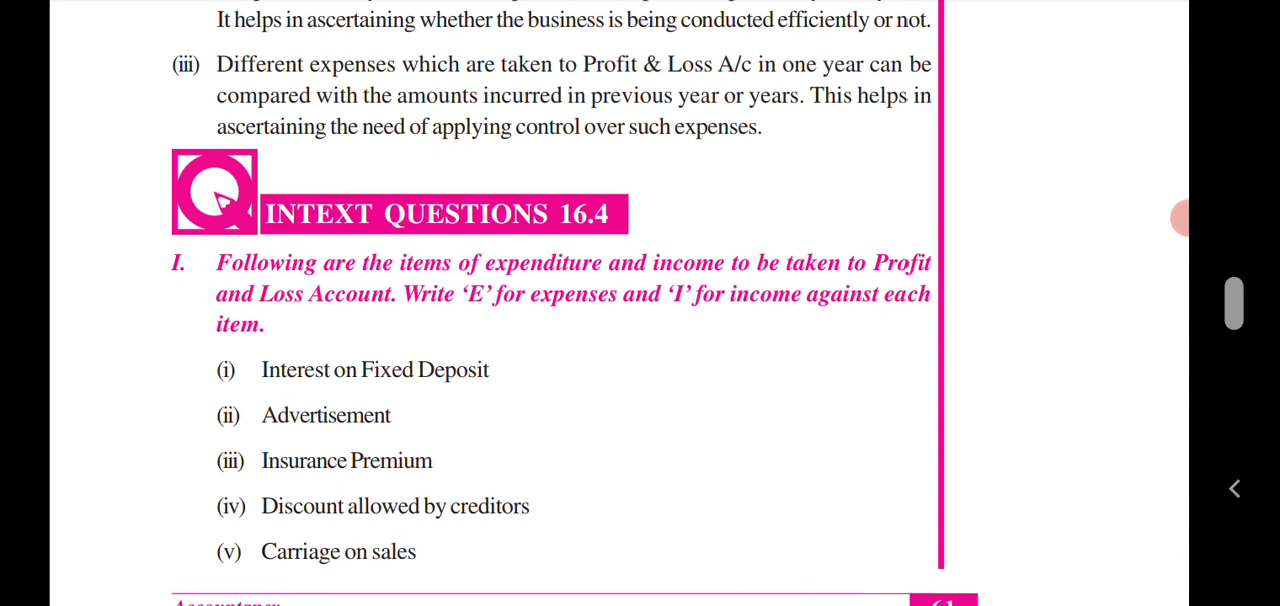 It helps in ascertaining whether the business is being conducted efficiently or not.
(iii) Different expenses which are taken to Profit & Loss A/c in one year can be
compared with the amounts incurred in previous year or years. This helps in
ascertaining the need of applying control over such expenses.
INTEXT QUESTIONS 16.4
I. Following are the items of expenditure and income to be taken to Profit
and Loss Account. Write ‘E’ for expenses and ‘I’ for income against each
item.
(i) Interest on Fixed Deposit
(ii) Advertisement
(iii) Insurance Premium
(iv) Discount allowed by creditors
(v) Carriage on sales